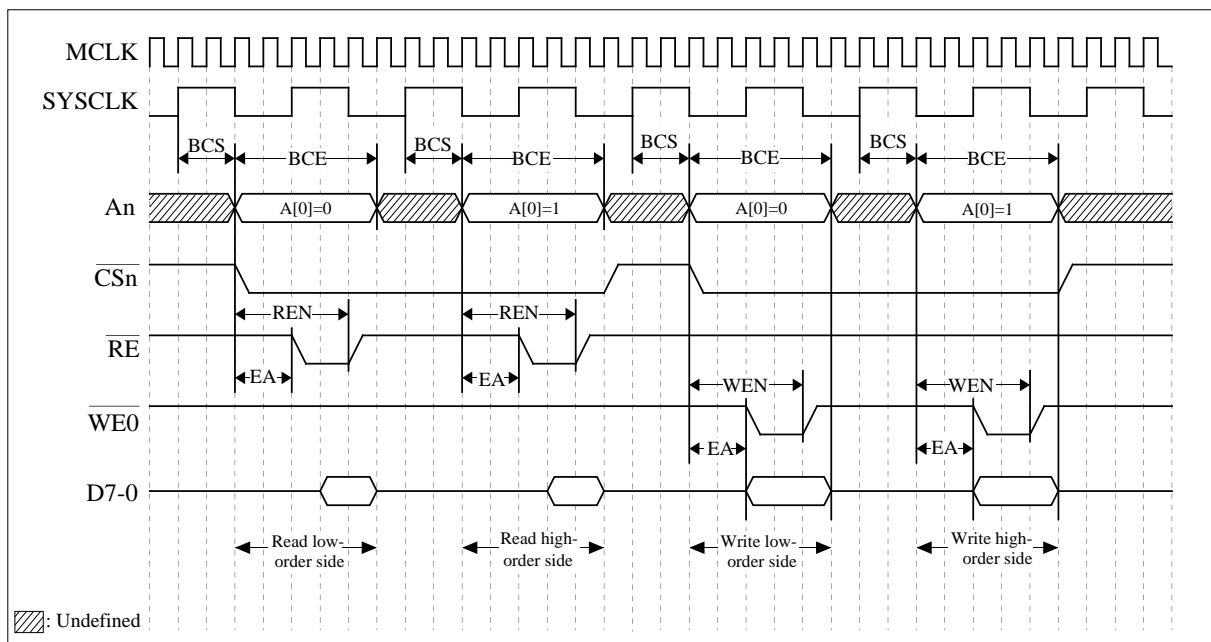 MCLK
SYSCLK
BCS BCE BCS BCE BCS BCE BCS BCE
An A[0]=0 A[0]=1 A[0]=0 A[0]=1
CSn
REN REN
RE
EA EA
WEN WEN
WE0
EA EA
D7-0
Read low-
order side
Read high-
order side
Write low-
order side
Write high-
order side
: Undefined